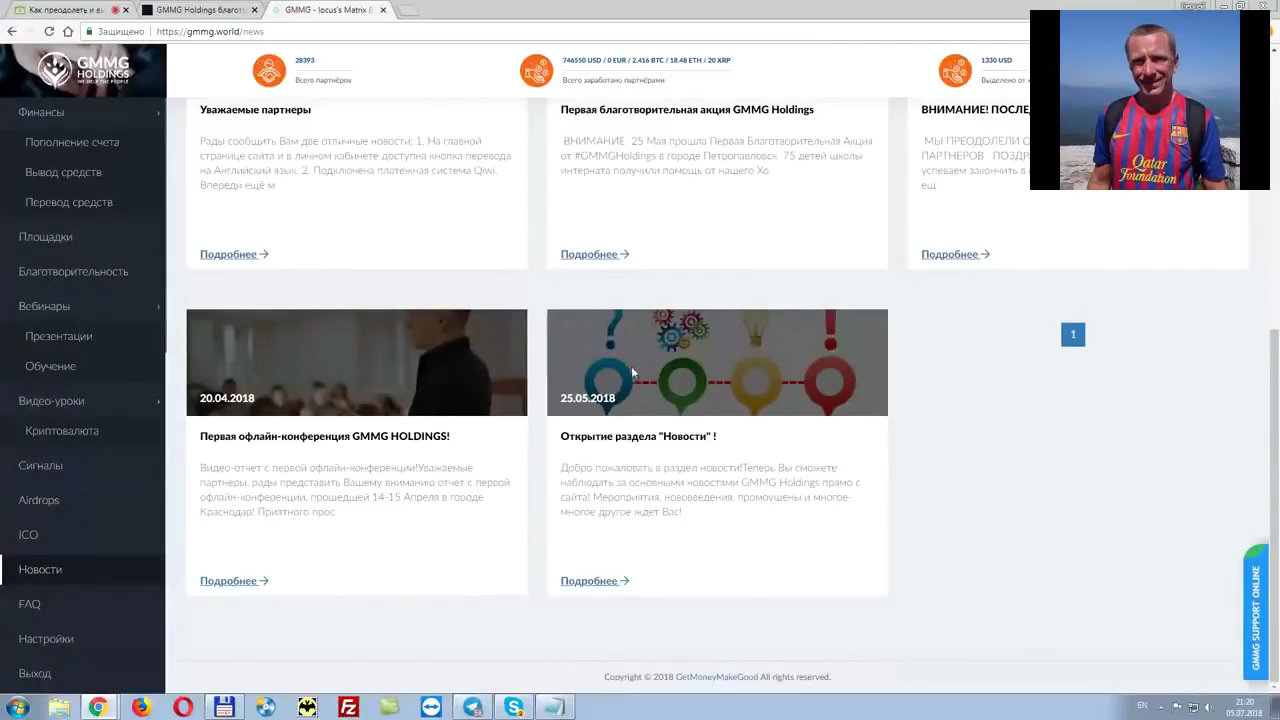 Как преодолеть и в
Black Overlord Gmmg holding
GMMG – locus's Matrix B
Защищено
https://gmmg.world/news
GMMG
HOLDINGS
WE HELP THE PEOPLE
28393
Всего партнёров
746550 USD / 0 EUR / 2.416 BTC / 18.48 ETH / 20 XRP
Всего заработано партнёрами
1330 USD
Выделено от
Финансы
Пополнение счета
Вывод средств
Перевод средств
Площадки
Благотворительность
Вебинары
Презентации
Обучение
Видео-уроки
Криптовалюта
Сигналы
Airdrops
ICO
Новости
FAQ
Настройки
Выход
Уважаемые партнеры
Рады сообщить Вам две отличные новости: 1. На главной
странице сайта и в личном кабинете доступна кнопка перевода
на Английский язык. 2. Подключена платежная система Qiwi.
Впереди ещё м
Подробнее
Первая благотворительная акция GMMG Holdings
ВНИМАНИЕ 25 Мая прошла Первая Благотворительная Акция
от #GMMGHoldings в городе Петропавловск 75 детей школы
интерната получили помощь от нашего Хо
Подробнее
ВНИМАНИЕ! ПОСЛЕД
МЫ ПРЕОДОЛЕЛИ О
ПАРТНЕРОВ ПОЗДРА
успеваем закончить в
ещ
Подробнее
Qatar
Foundation
20.04.2018
Первая офлайн-конференция GMMG HOLDINGS!
Видео-отчет с первой офлайн-конференции!Уважаемые
партнеры, рады представить Вашему вниманию отчет с первой
офлайн-конференции, прошедшей 14-15 Апреля в городе
Краснодар! Приятного прос
Подробнее
25.05.2018
Открытие раздела "Новости" !
Добро пожаловать в раздел новости!Теперь Вы сможете
наблюдать за основными новостями GMMG Holdings прямо с
сайта! Мероприятия, нововведения, промоушены и многое-
многое другое ждет Вас!
Подробнее
1
GMMG SUPPORT ONLINE
Copyright © 2018 GetMoneyMakeGood All rights reserved.
EN
21:20
05.07.2018